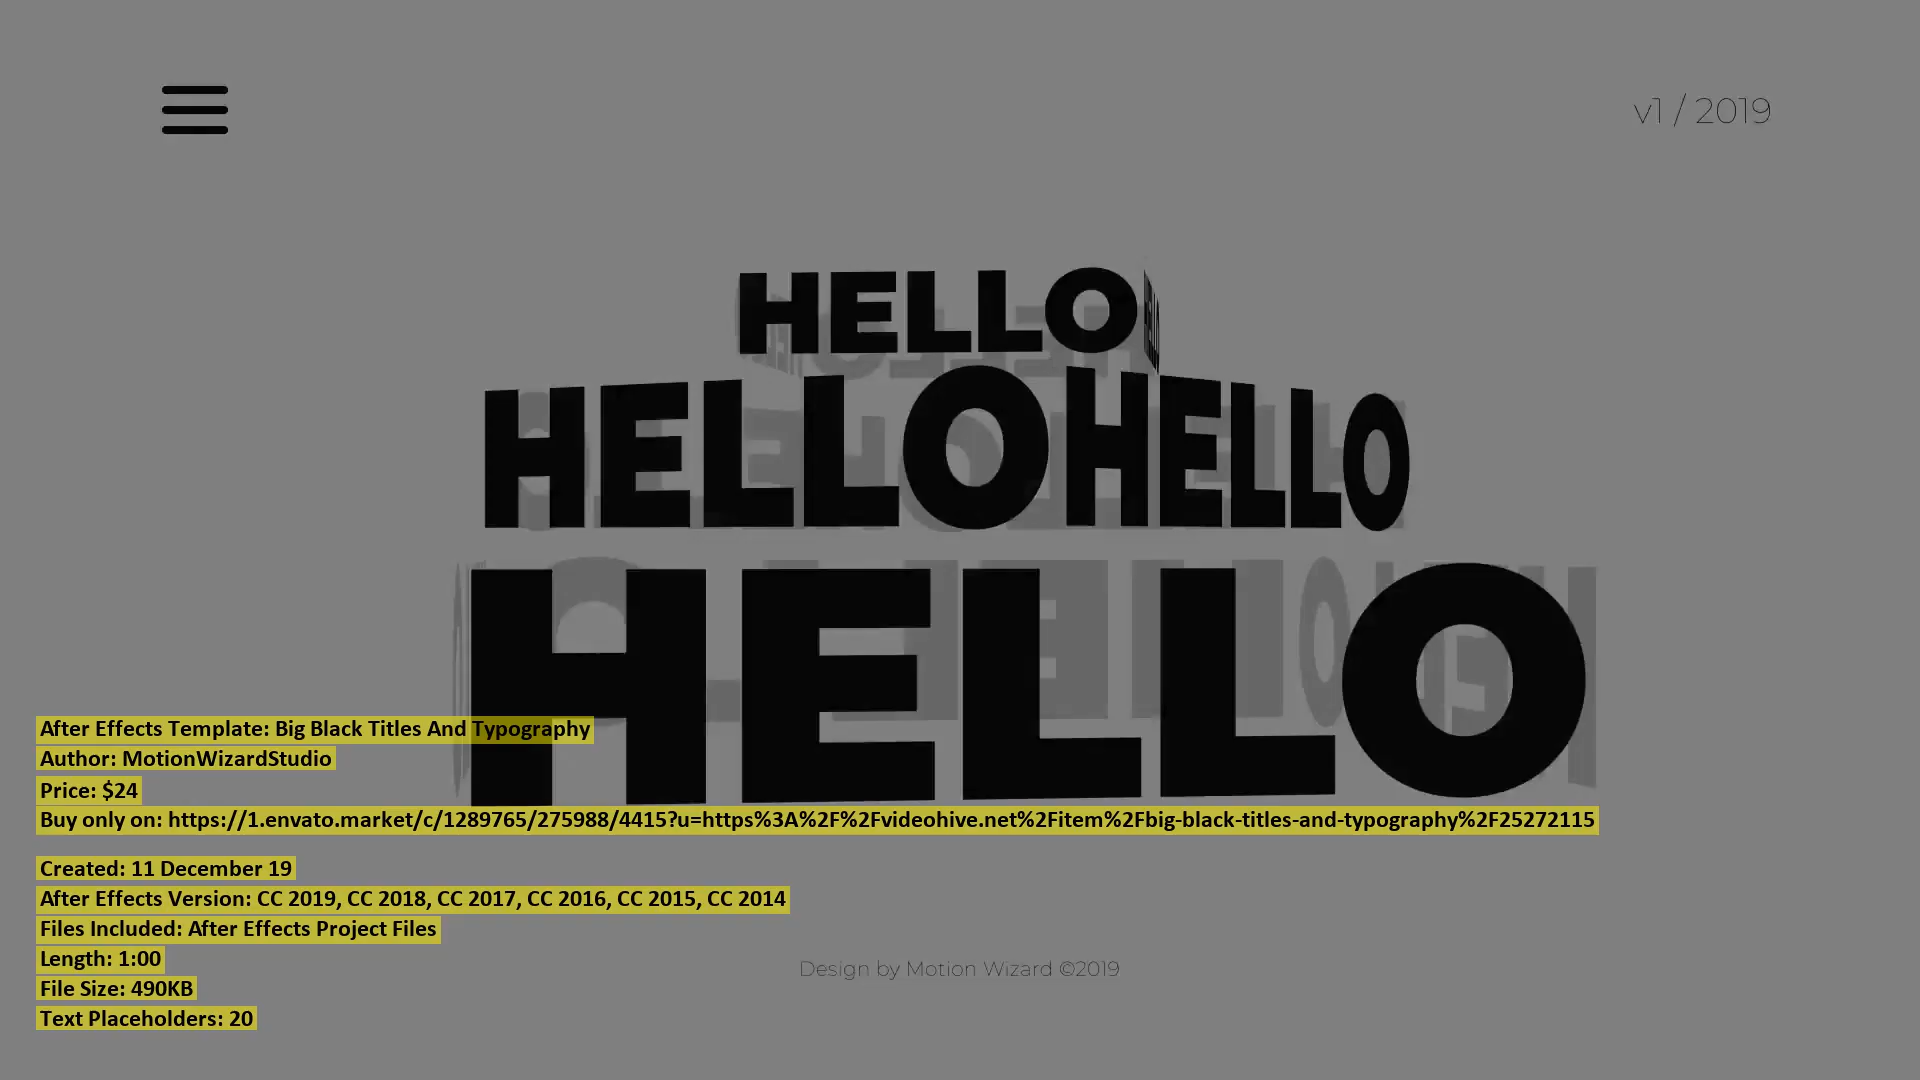 v1 / 2019
HELLO HELLO
HELLO HELLO
HELLO
After Effects Template: Big Black Titles And Typography
Author: MotionWizardStudio
Price: $24
Buy only on: https://1.envato.market/c/1289765/275988/4415?u=https%3A%2F%2Fvideohive.net%2Fitem%2Fbig-black-titles-and-typography%2F25272115
Created: 11 December 19
After Effects Version: CC 2019, CC 2018, CC 2017, CC 2016, CC 2015, CC 2014
Files Included: After Effects Project Files
Length: 1:00
Design by Motion Wizard ©2019
File Size: 490KB
Text Placeholders: 20